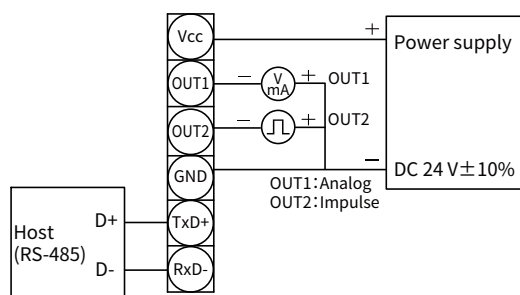 Vcc
+
Power supply
OUT1
−
V
mA
+
OUT1
OUT2
−
+
OUT2
GND
−
DC 24 V±10%
OUT1:Analog
OUT2:Impulse
Host
(RS-485)
D+
TxD+
D-
RxD-